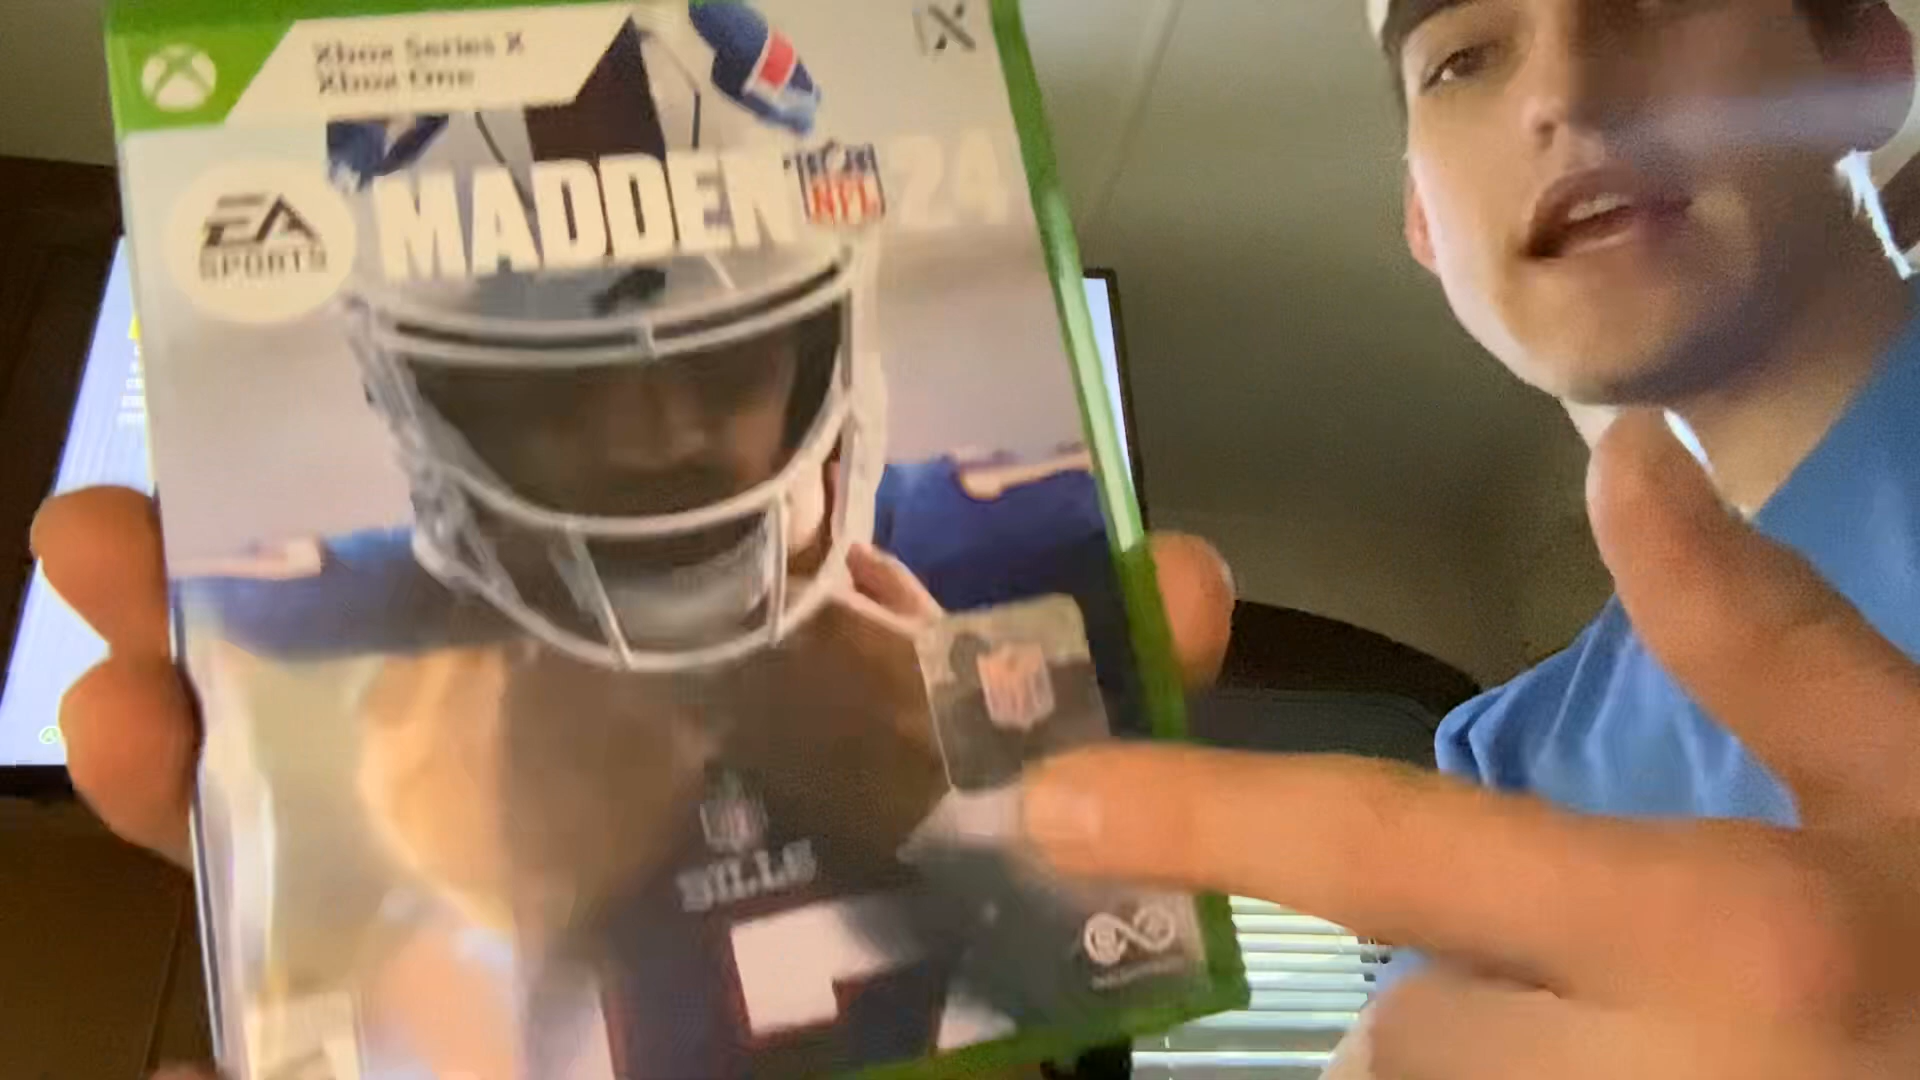 Xbox Series X
Xbox One
EA
SPORTS
MADDEN NFL 24
NFL
BILLS